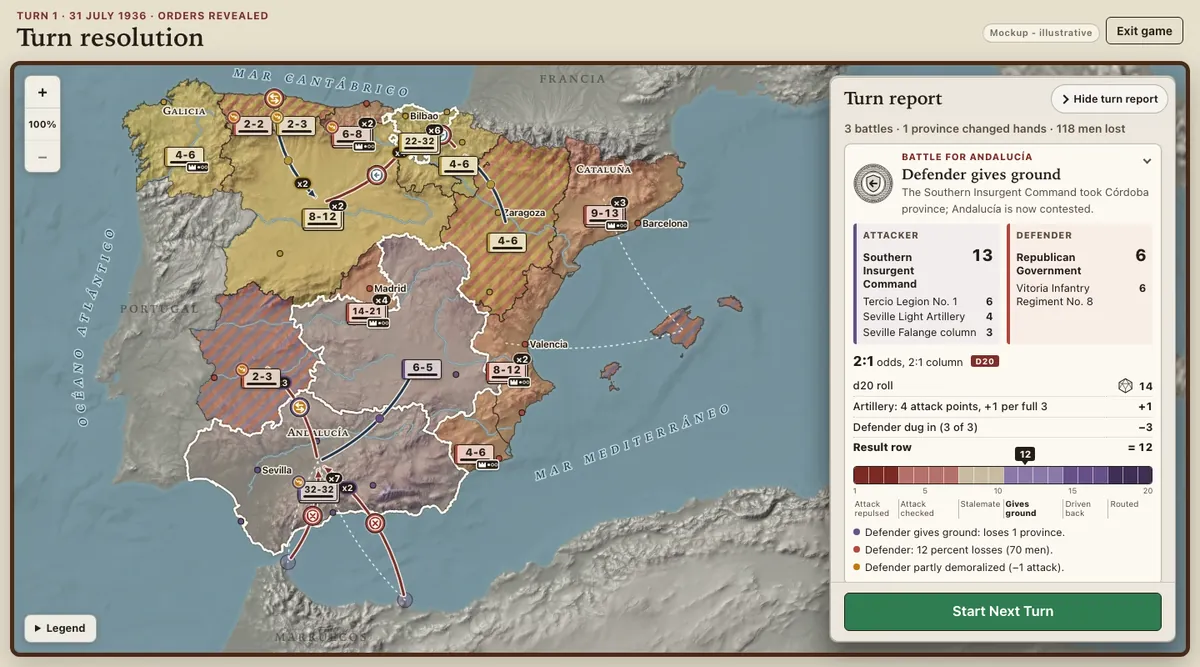 TURN 1 · 31 JULY 1936 · ORDERS REVEALED
Turn resolution
Mockup - illustrative
Exit game
+
100%
−
MAR CANTÁBRICO
FRANCIA
GALICIA
Bilbao
2-2
2-3
x2
6-8
x6
22-32
4-6
4-6
x2
x2
8-12
CATALUÑA
x3
9-13
Zaragoza
Barcelona
4-6
OCÉANO ATLÁNTICO
PORTUGAL
Madrid
x4
14-21
Valencia
x2
8-12
6-5
2-3
3
ANDALUCÍA
MAR MEDITERRÁNEO
4-6
Sevilla
x7
32-32
x2
MARRUECOS
Legend
Turn report
Hide turn report
3 battles · 1 province changed hands · 118 men lost
BATTLE FOR ANDALUCÍA
Defender gives ground
The Southern Insurgent Command took Córdoba
province; Andalucía is now contested.
ATTACKER
Southern Insurgent Command
13
Tercio Legion No. 1 6
Seville Light Artillery 4
Seville Falange column 3
DEFENDER
Republican Government
6
Vitoria Infantry Regiment No. 8
6
2:1 odds, 2:1 column D20
d20 roll 14
Artillery: 4 attack points, +1 per full 3 +1
Defender dug in (3 of 3) −3
Result row = 12
12
1 5 10 15 20
Attack repulsed
Attack checked
Stalemate
Gives ground
Driven back
Routed
Defender gives ground: loses 1 province.
Defender: 12 percent losses (70 men).
Defender partly demoralized (−1 attack).
Start Next Turn